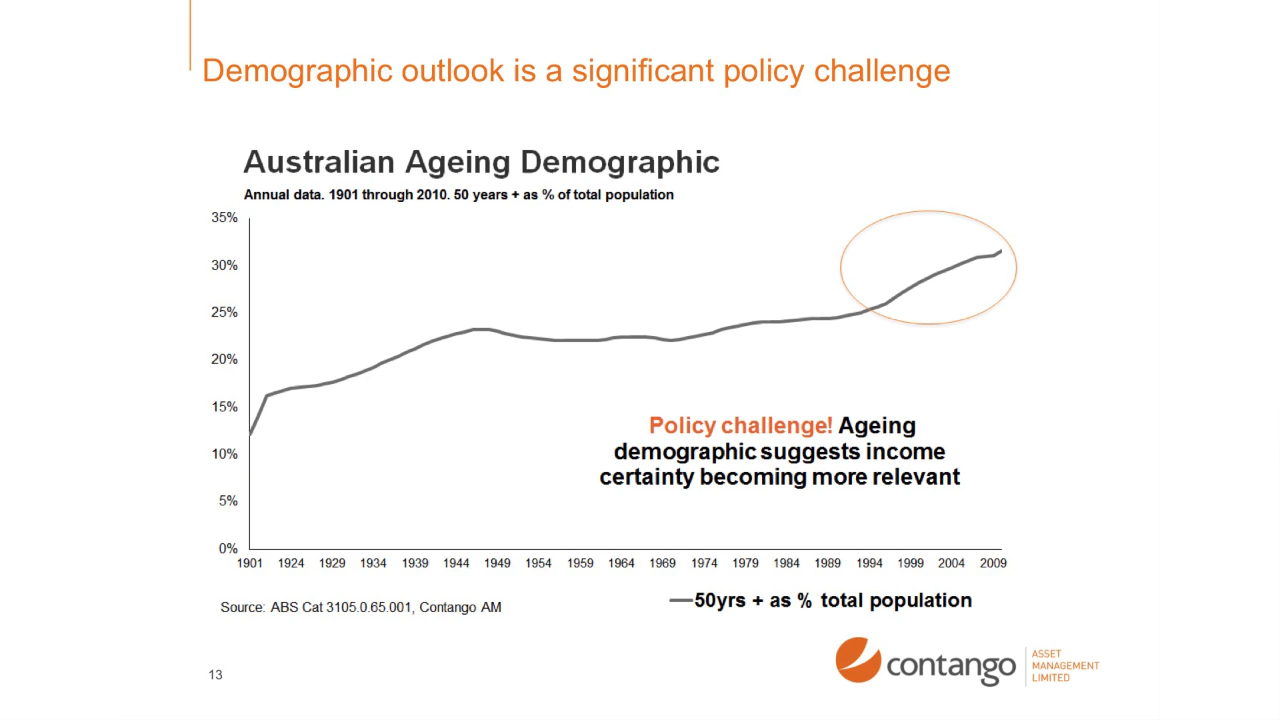 Demographic outlook is a significant policy challenge
Australian Ageing Demographic
Annual data. 1901 through 2010. 50 years + as % of total population
35%
30%
25%
20%
15%
10%
5%
0%
Policy challenge! Ageing
demographic suggests income
certainty becoming more relevant
1901 1924 1929 1934 1939 1944 1949 1954 1959 1964 1969 1974 1979 1984 1989 1994 1999 2004 2009
50yrs + as % total population
Source: ABS Cat 3105.0.65.001, Contango AM
13
contango
ASSET
MANAGEMENT
LIMITED